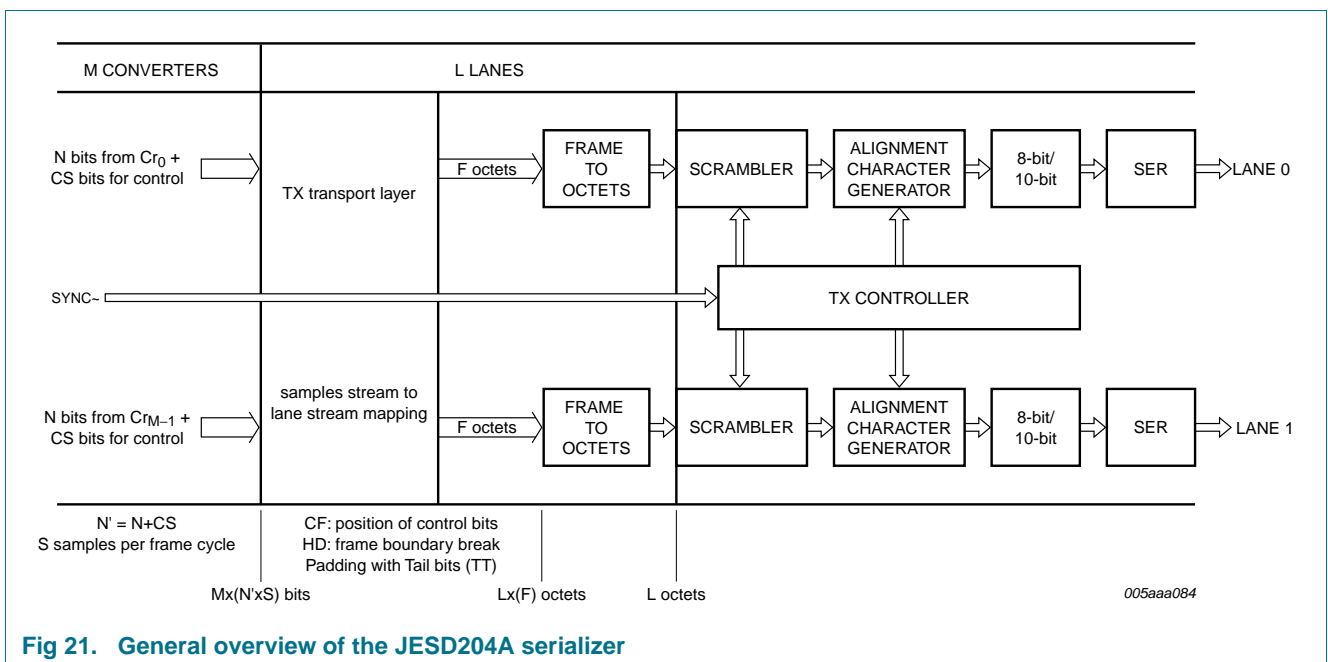 M CONVERTERS
L LANES
N bits from Cr0 +
CS bits for control
TX transport layer
F octets
FRAME
TO
OCTETS
SCRAMBLER
ALIGNMENT
CHARACTER
GENERATOR
8-bit/
10-bit
SER
LANE 0
SYNC~
TX CONTROLLER
N bits from CrM−1 +
CS bits for control
samples stream to
lane stream mapping
F octets
FRAME
TO
OCTETS
SCRAMBLER
ALIGNMENT
CHARACTER
GENERATOR
8-bit/
10-bit
SER
LANE 1
N' = N+CS
S samples per frame cycle
CF: position of control bits
HD: frame boundary break
Padding with Tail bits (TT)
Mx(N'xS) bits
Lx(F) octets
L octets
005aaa084
Fig 21. General overview of the JESD204A serializer